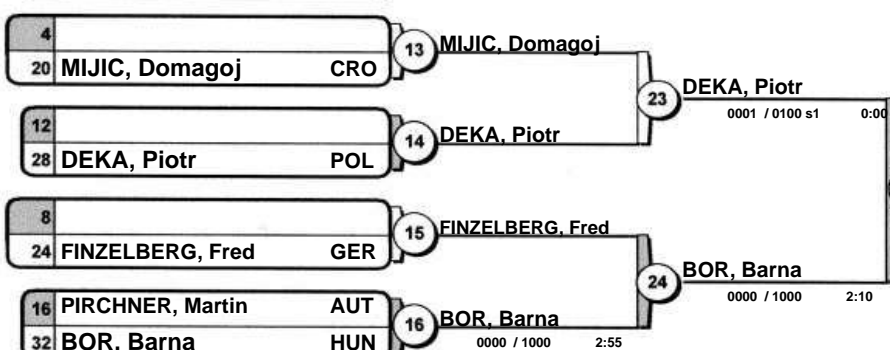 4
20 MIJIC, Domagoj CRO
13 MIJIC, Domagoj
12
28 DEKA, Piotr POL
14 DEKA, Piotr
23 DEKA, Piotr
0001 / 0100 s1 0:00
8
24 FINZELBERG, Fred GER
15 FINZELBERG, Fred
16 PIRCHNER, Martin AUT
32 BOR, Barna HUN
16 BOR, Barna
0000 / 1000 2:55
24 BOR, Barna
0000 / 1000 2:10